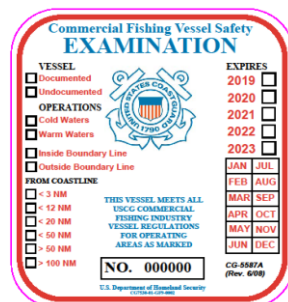 Commercial Fishing Vessel Safety
EXAMINATION
VESSEL
Documented
Undocumented
OPERATIONS
Cold Waters
Warm Waters
Inside Boundary Line
Outside Boundary Line
FROM COASTLINE
< 3 NM
< 12 NM
< 20 NM
< 50 NM
> 50 NM
> 100 NM
UNITED STATES COAST GUARD
1790
THIS VESSEL MEETS ALL
USCG COMMERCIAL
FISHING INDUSTRY
VESSEL REGULATIONS
FOR OPERATING
AREAS AS MARKED
NO. 000000
EXPIRES
2019
2020
2021
2022
2023
JAN JUL
FEB AUG
MAR SEP
APR OCT
MAY NOV
JUN DEC
CG-5587A
(Rev. 6/08)
U.S. Department of Homeland Security